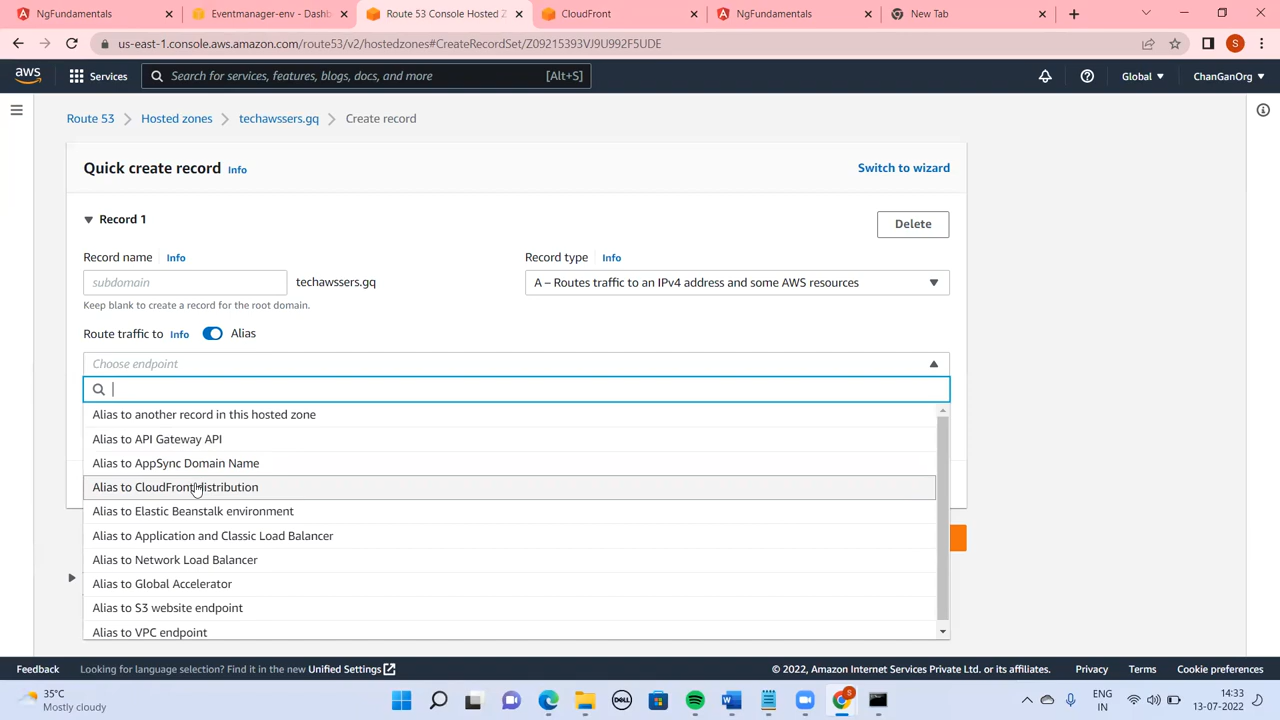 NgFundamentals
Eventmanager-env - Dashb
Route 53 Console Hosted Z
CloudFront
NgFundamentals
New Tab
us-east-1.console.aws.amazon.com/route53/v2/hostedzones#CreateRecordSet/Z09215393VJ9U992F5UDE
S
aws
Services
Search for services, features, blogs, docs, and more
[Alt+S]
Global
ChanGanOrg
Route 53
Hosted zones
techawssers.gq
Create record
Quick create record
Info
Switch to wizard
Record 1
Delete
Record name
Info
Record type
Info
subdomain
techawssers.gq
A – Routes traffic to an IPv4 address and some AWS resources
Keep blank to create a record for the root domain.
Route traffic to
Info
Alias
Choose endpoint
Alias to another record in this hosted zone
Alias to API Gateway API
Alias to AppSync Domain Name
Alias to CloudFront distribution
Alias to Elastic Beanstalk environment
Alias to Application and Classic Load Balancer
Alias to Network Load Balancer
Alias to Global Accelerator
Alias to S3 website endpoint
Alias to VPC endpoint
Feedback
Looking for language selection? Find it in the new Unified Settings
© 2022, Amazon Internet Services Private Ltd. or its affiliates.
Privacy
Terms
Cookie preferences
35°C
Mostly cloudy
DELL
S
ENG
IN
14:33
13-07-2022